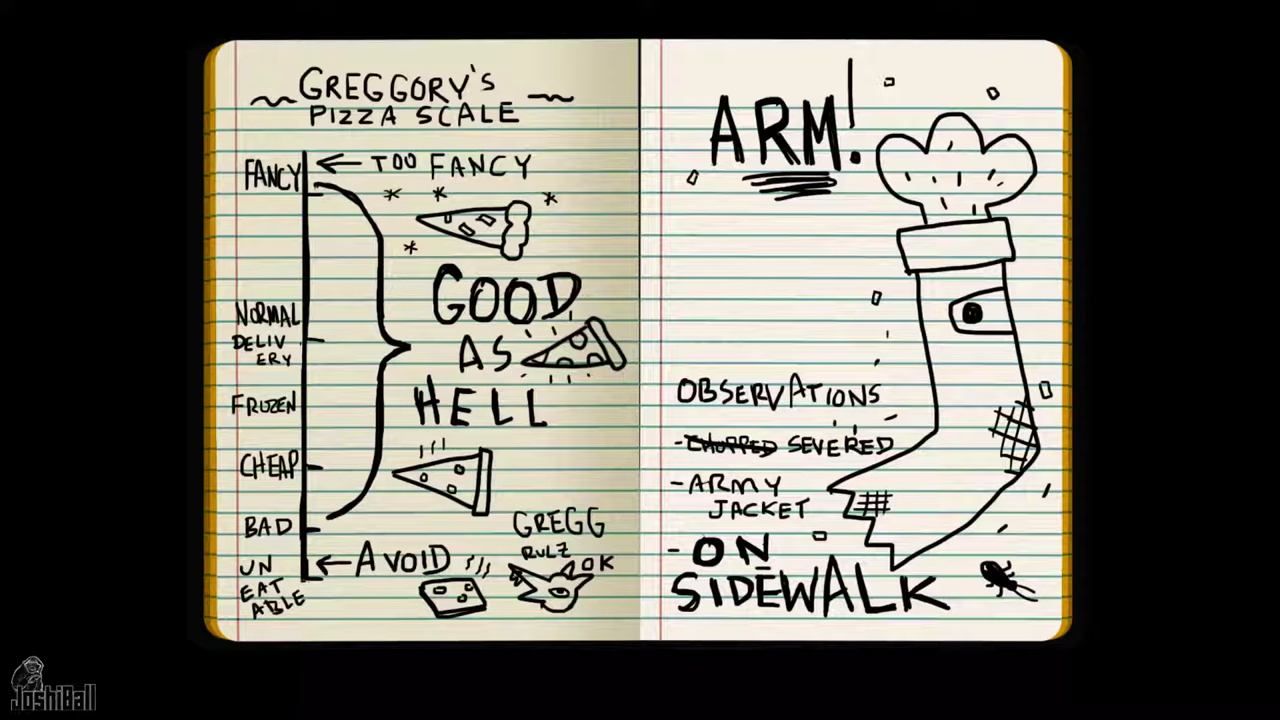 GREGGORY'S
PIZZA SCALE
FANCY
← TOO FANCY
GOOD
AS
HELL
NORMAL
DELIV
ERY
FROZEN
CHEAP
BAD
UN
EAT
ABLE
← AVOID
GREGG
RULZ
OK
ARM!
OBSERVATIONS
- CHOPPED SEVERED
- ARMY
JACKET
- ON
SIDEWALK
JoshiBall